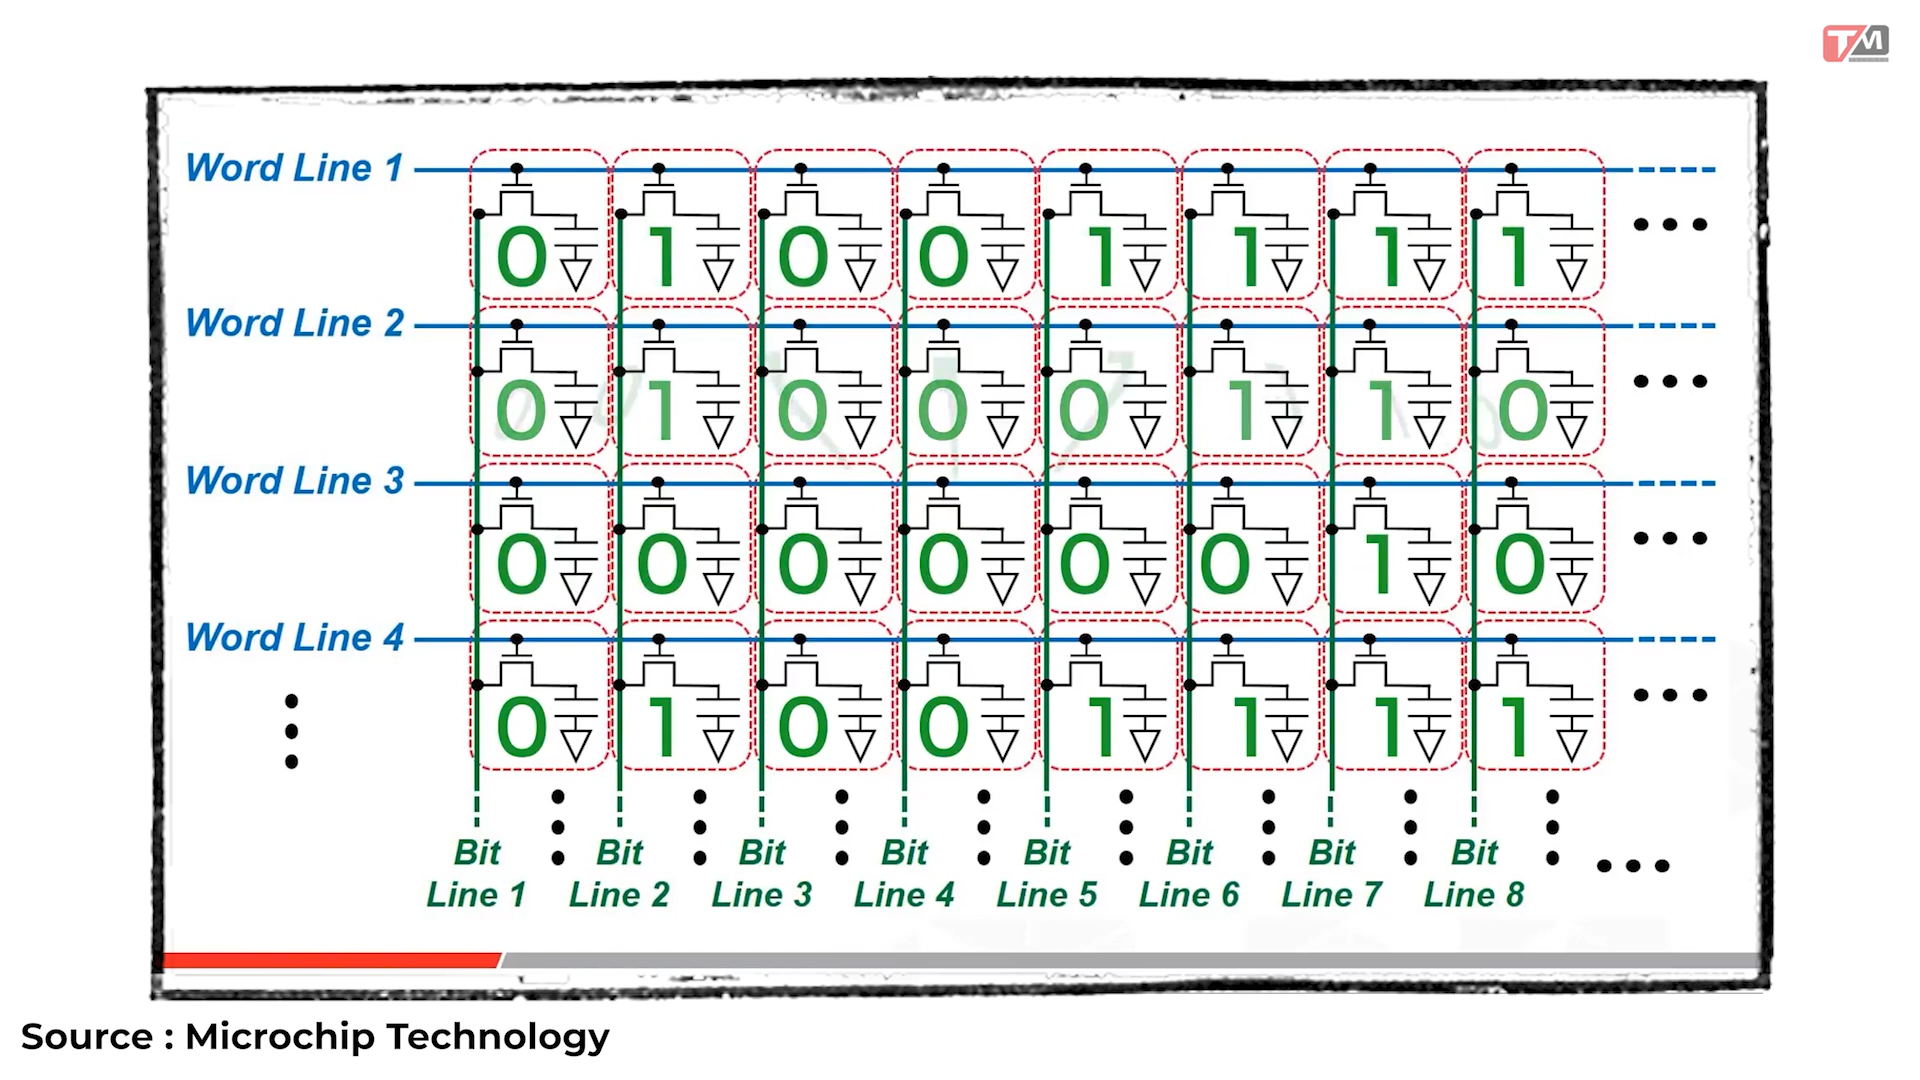 TM
Word Line 1
0 1 0 0 1 1 1 1
Word Line 2
0 1 0 0 0 1 1 0
Word Line 3
0 0 0 0 0 0 1 0
Word Line 4
0 1 0 0 1 1 1 1
Bit Line 1
Bit Line 2
Bit Line 3
Bit Line 4
Bit Line 5
Bit Line 6
Bit Line 7
Bit Line 8
Source : Microchip Technology